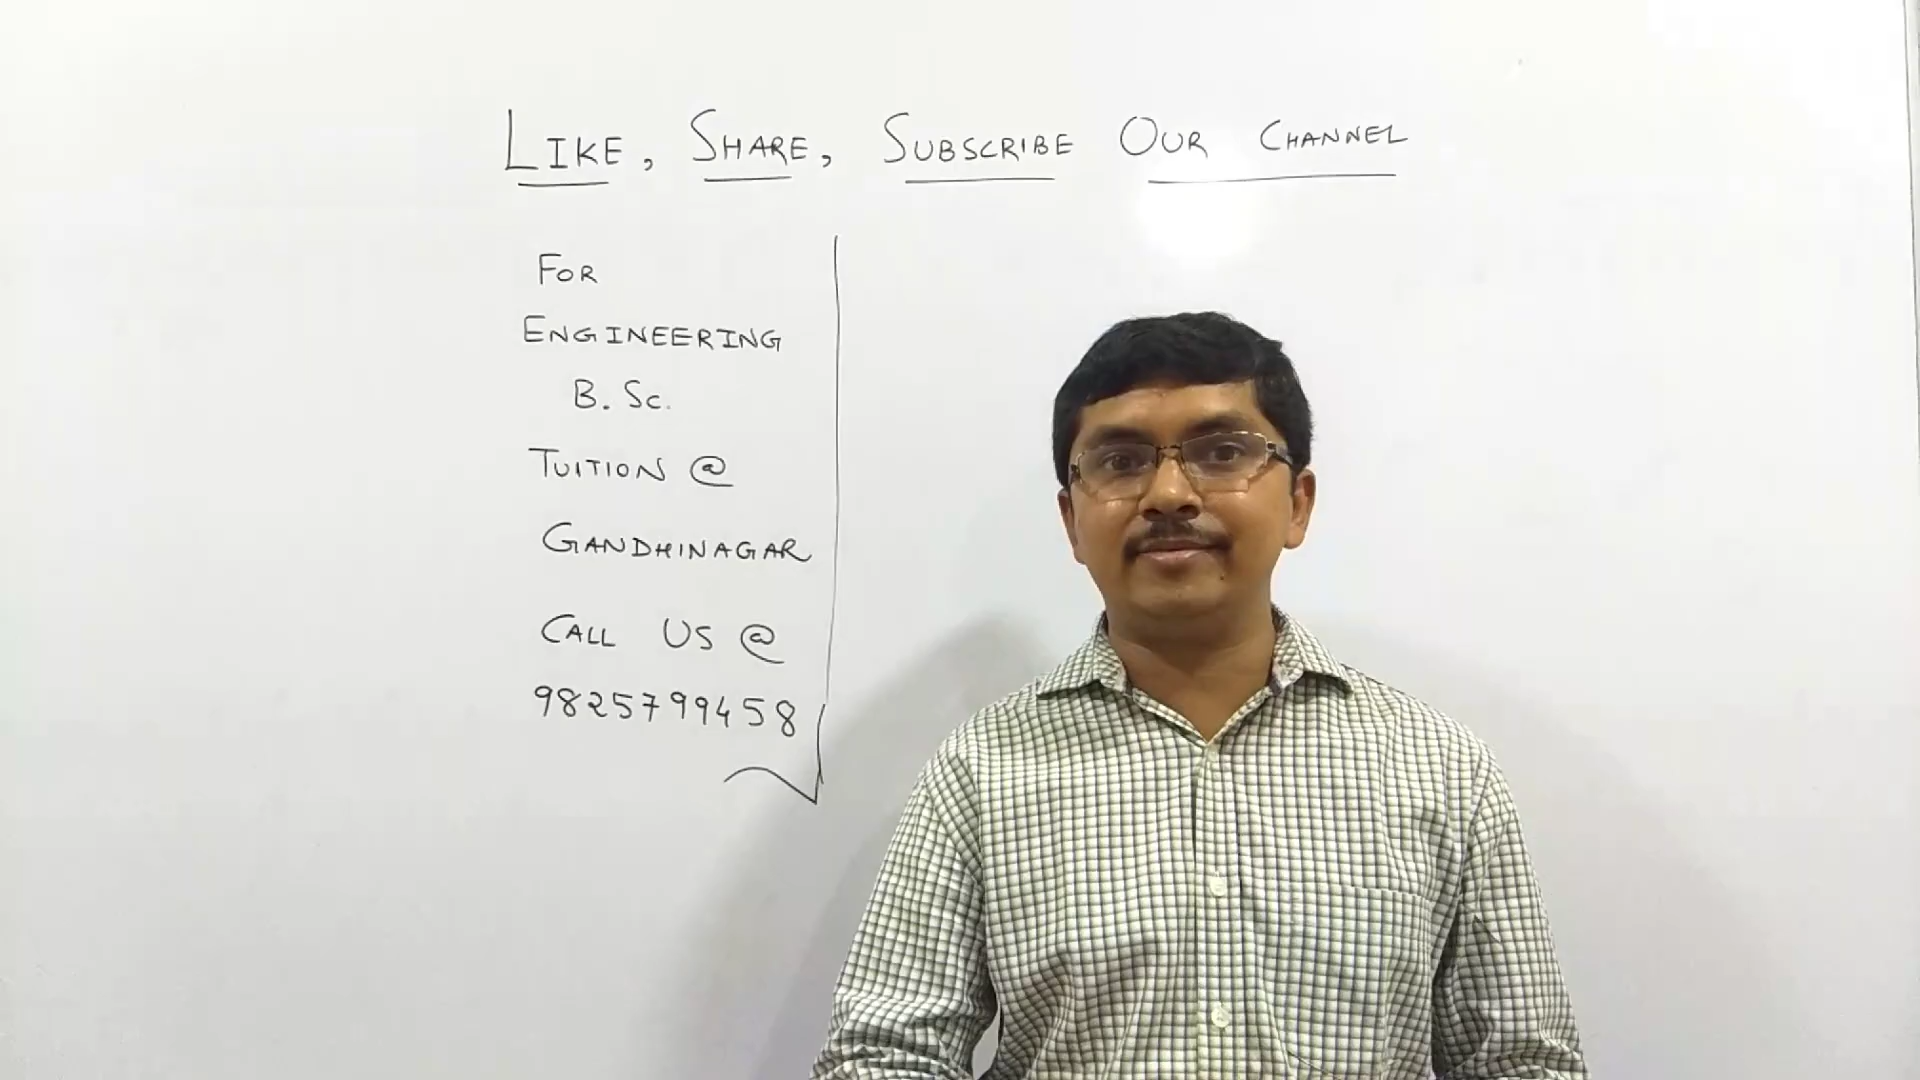 LIKE, SHARE, SUBSCRIBE OUR CHANNEL
FOR
ENGINEERING
B. Sc.
TUITION @
GANDHINAGAR
CALL US @
9825799458